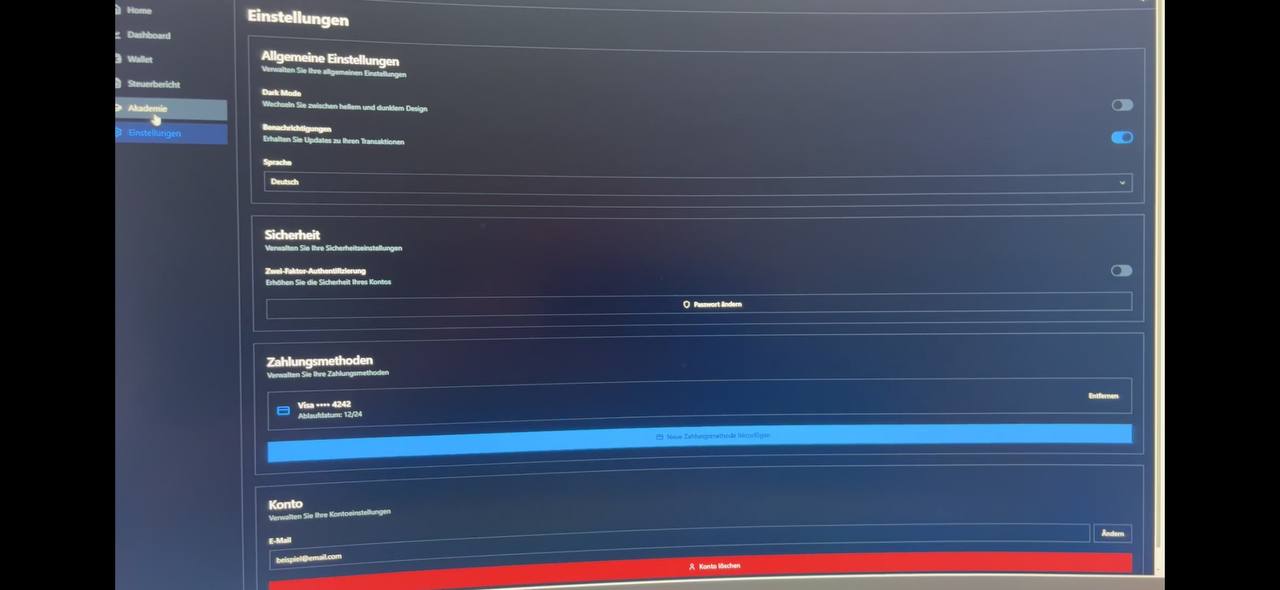 Home
Dashboard
Wallet
Steuerbericht
Akademie
Einstellungen
Einstellungen
Allgemeine Einstellungen
Verwalten Sie Ihre allgemeinen Einstellungen
Dark Mode
Wechseln Sie zwischen hellem und dunklem Design
Benachrichtigungen
Erhalten Sie Updates zu Ihren Transaktionen
Sprache
Deutsch
Sicherheit
Verwalten Sie Ihre Sicherheitseinstellungen
Zwei-Faktor-Authentifizierung
Erhöhen Sie die Sicherheit Ihres Kontos
Passwort ändern
Zahlungsmethoden
Verwalten Sie Ihre Zahlungsmethoden
Visa •••• 4242
Ablaufdatum: 12/24
Entfernen
Neue Zahlungsmethode hinzufügen
Konto
Verwalten Sie Ihre Kontoeinstellungen
E-Mail
beispiel@email.com
Ändern
Konto löschen